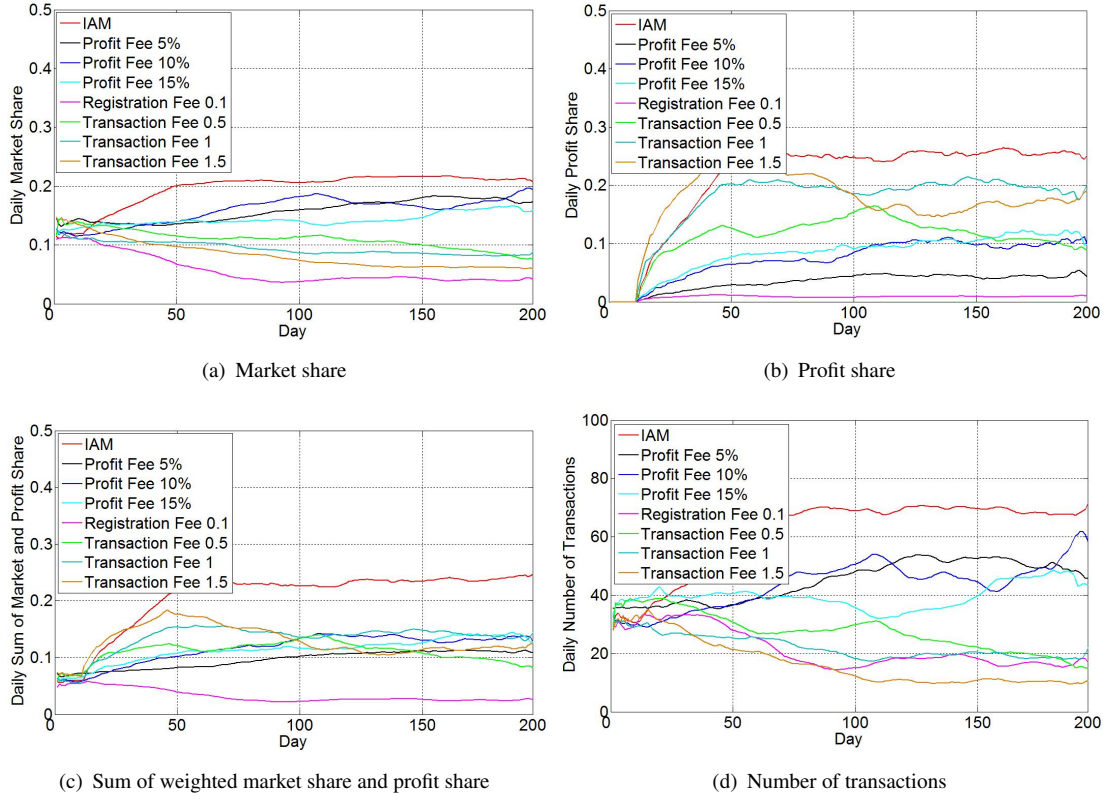 0.5
0.4
0.3
0.2
0.1
0
Daily Market Share
IAM
Profit Fee 5%
Profit Fee 10%
Profit Fee 15%
Registration Fee 0.1
Transaction Fee 0.5
Transaction Fee 1
Transaction Fee 1.5
0 50 100 150 200
Day
(a) Market share
0.5
0.4
0.3
0.2
0.1
0
Daily Profit Share
IAM
Profit Fee 5%
Profit Fee 10%
Profit Fee 15%
Registration Fee 0.1
Transaction Fee 0.5
Transaction Fee 1
Transaction Fee 1.5
0 50 100 150 200
Day
(b) Profit share
0.5
0.4
0.3
0.2
0.1
0
Daily Sum of Market and Profit Share
IAM
Profit Fee 5%
Profit Fee 10%
Profit Fee 15%
Registration Fee 0.1
Transaction Fee 0.5
Transaction Fee 1
Transaction Fee 1.5
0 50 100 150 200
Day
(c) Sum of weighted market share and profit share
100
80
60
40
20
0
Daily Number of Transactions
IAM
Profit Fee 5%
Profit Fee 10%
Profit Fee 15%
Registration Fee 0.1
Transaction Fee 0.5
Transaction Fee 1
Transaction Fee 1.5
0 50 100 150 200
Day
(d) Number of transactions